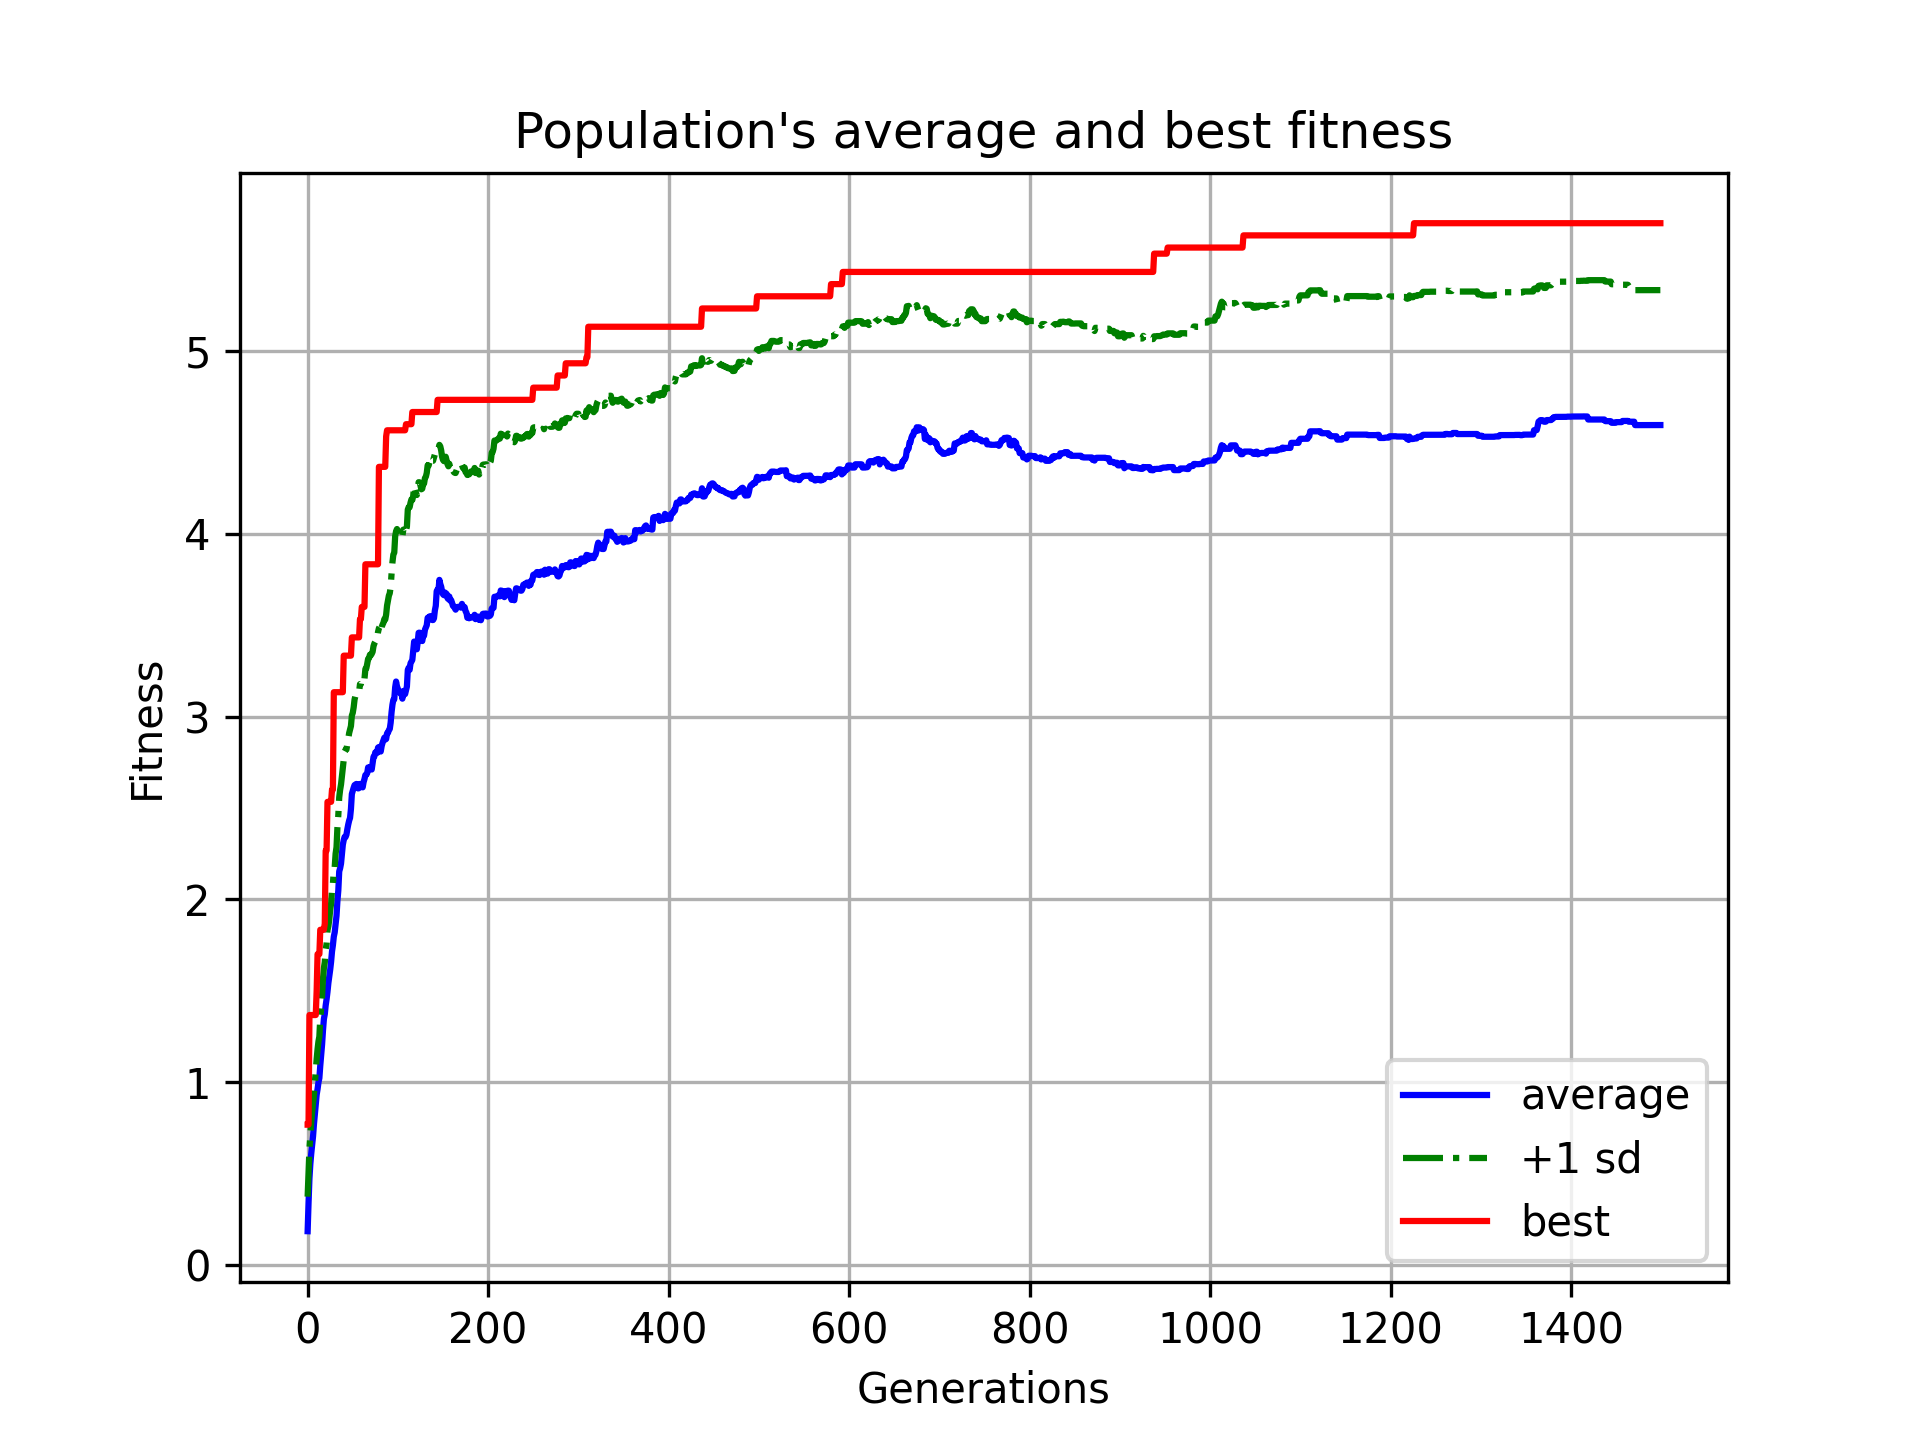 Population's average and best fitness
Fitness
5
4
3
2
1
0
0 200 400 600 800 1000 1200 1400
Generations
average
+1 sd
best